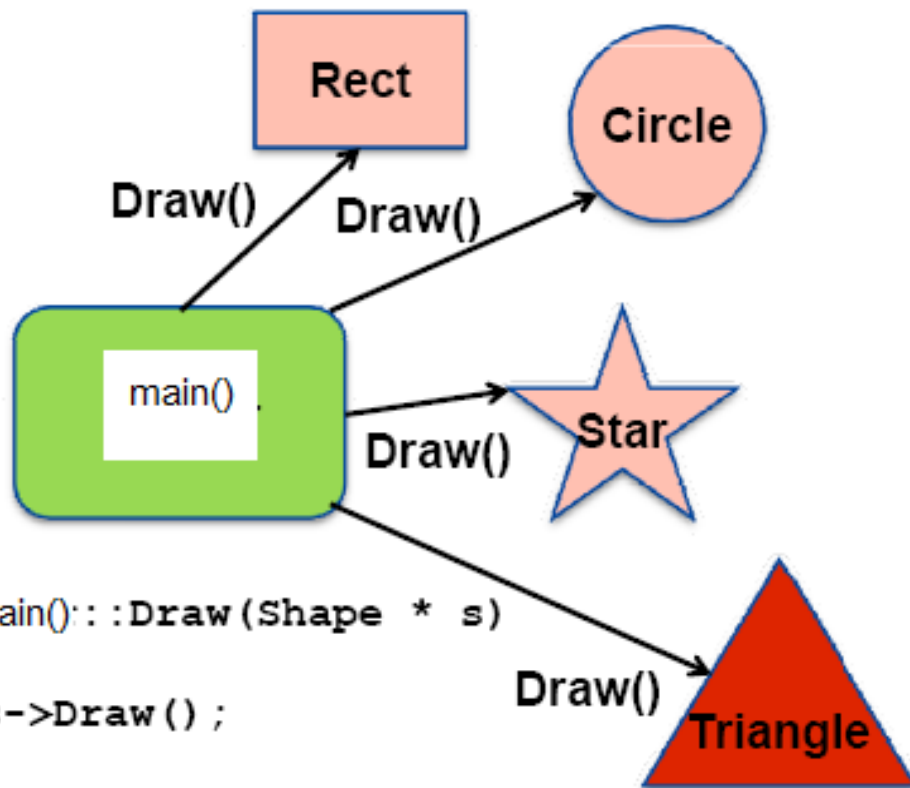 Rect
Circle
Draw()
Draw()
main() .
Star
Draw()
ain():::Draw(Shape * s)
Draw()
->Draw();
Triangle